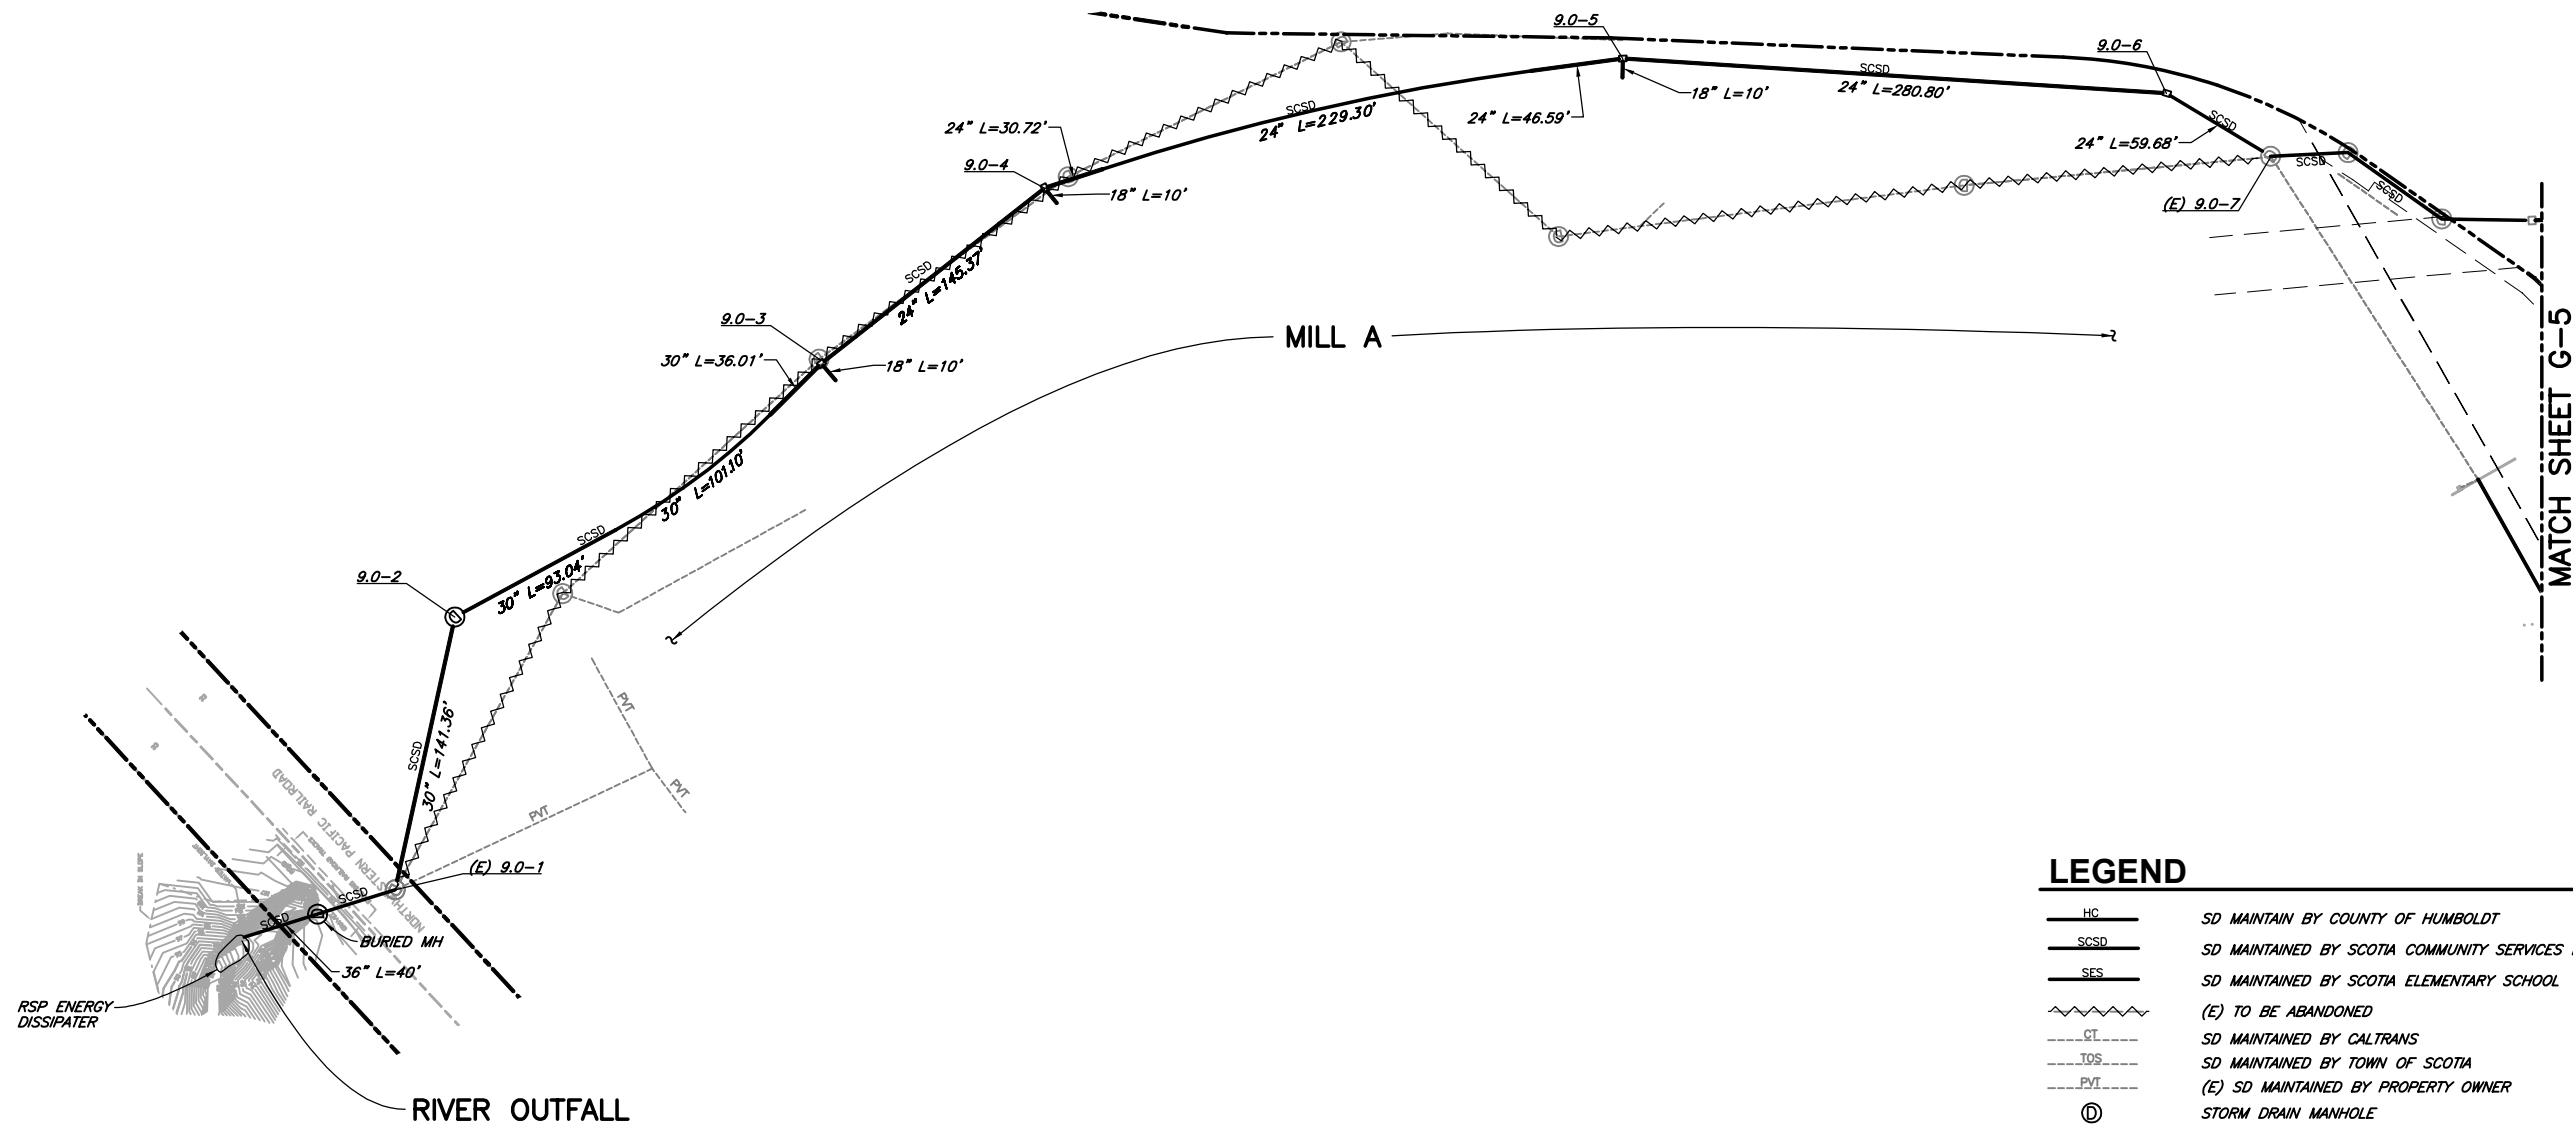 9.0-5
9.0-6
SCSD
24" L=280.80'
18" L=10'
24" L=46.59'
SCSD
24" L=229.30'
24" L=30.72'
9.0-4
18" L=10'
SCSD
24" L=59.68'
SCSD
SCSD
(E) 9.0-7
SCSD
24" L=145.37'
9.0-3
30" L=36.01'
18" L=10'
MILL A
MATCH SHEET G-5
30" L=101.10'
SCSD
30" L=93.04'
9.0-2
SCSD
30" L=141.36'
PVT
PVT
PVT
NORTHWESTERN PACIFIC RAILROAD
R
R
BREAK IN SLOPE
(E) 9.0-1
SCSD
SCSD
BURIED MH
36" L=40'
RSP ENERGY
DISSIPATER
RIVER OUTFALL
LEGEND
HC SD MAINTAIN BY COUNTY OF HUMBOLDT
SCSD SD MAINTAINED BY SCOTIA COMMUNITY SERVICES
SES SD MAINTAINED BY SCOTIA ELEMENTARY SCHOOL
(E) TO BE ABANDONED
CT SD MAINTAINED BY CALTRANS
TOS SD MAINTAINED BY TOWN OF SCOTIA
PVT (E) SD MAINTAINED BY PROPERTY OWNER
D STORM DRAIN MANHOLE